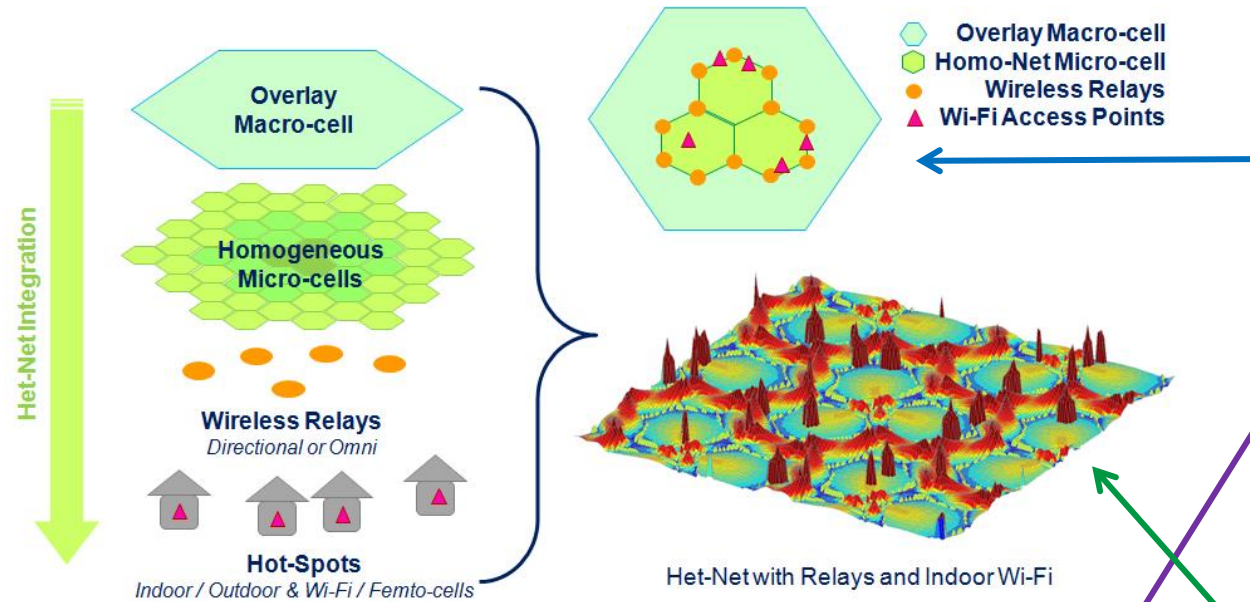 Het-Net Integration
Overlay
Macro-cell
Homogeneous
Micro-cells
Wireless Relays
Directional or Omni
Hot-Spots
Indoor / Outdoor & Wi-Fi / Femto-cells
Overlay Macro-cell
Homo-Net Micro-cell
Wireless Relays
Wi-Fi Access Points
Het-Net with Relays and Indoor Wi-Fi